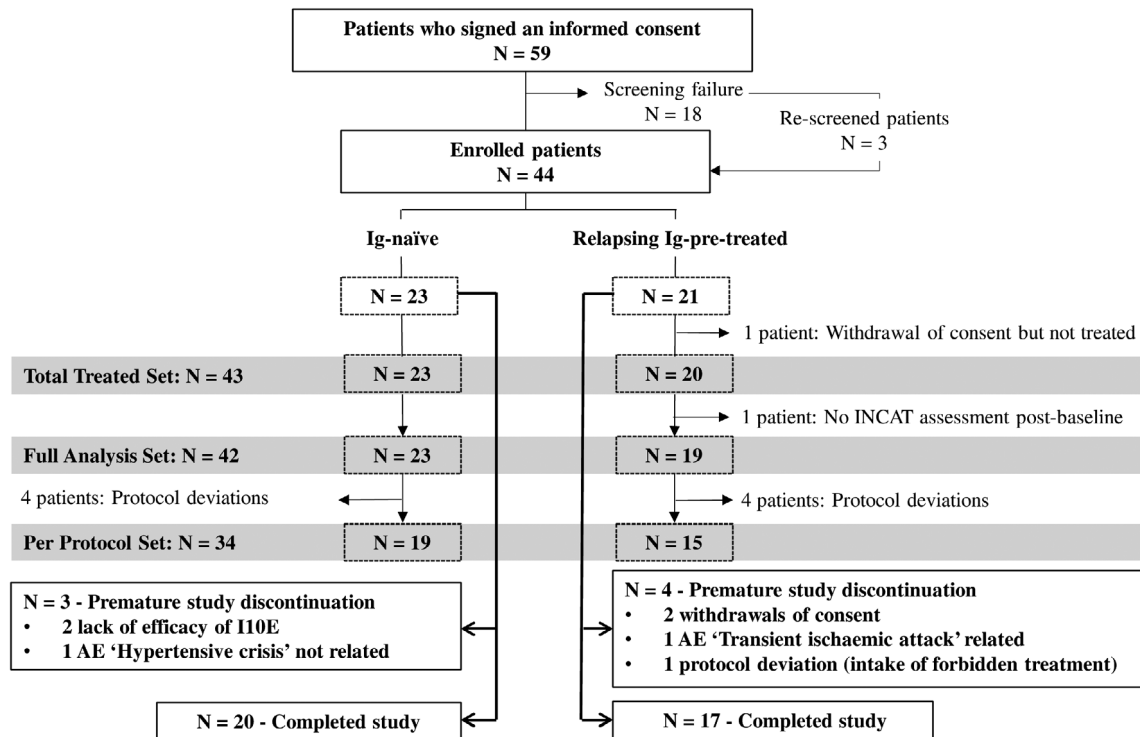 Patients who signed an informed consent
N = 59
Screening failure
N = 18
Re-screened patients
N = 3
Enrolled patients
N = 44
Ig-naïve
Relapsing Ig-pre-treated
N = 23
N = 21
1 patient: Withdrawal of consent but not treated
Total Treated Set: N = 43
N = 23
N = 20
1 patient: No INCAT assessment post-baseline
Full Analysis Set: N = 42
N = 23
N = 19
4 patients: Protocol deviations
4 patients: Protocol deviations
Per Protocol Set: N = 34
N = 19
N = 15
N = 3 - Premature study discontinuation
• 2 lack of efficacy of I10E
• 1 AE ‘Hypertensive crisis’ not related
N = 4 - Premature study discontinuation
• 2 withdrawals of consent
• 1 AE ‘Transient ischaemic attack’ related
• 1 protocol deviation (intake of forbidden treatment)
N = 20 - Completed study
N = 17 - Completed study